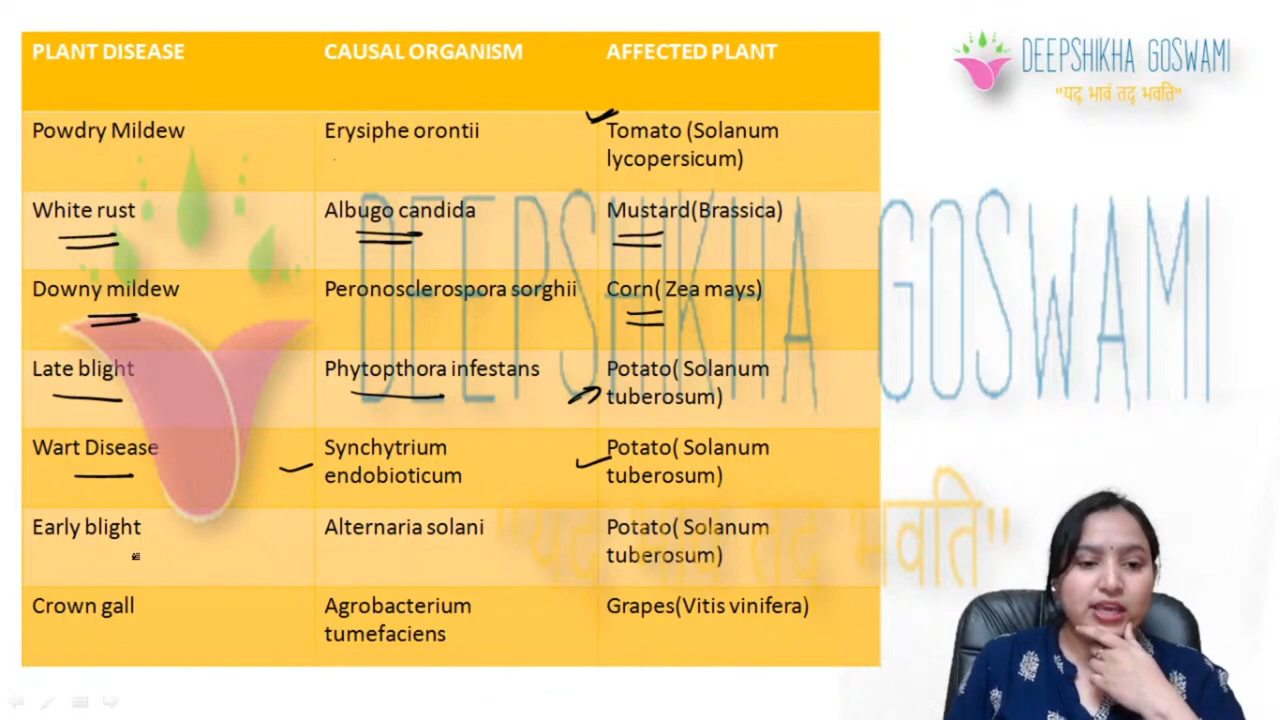 PLANT DISEASE CAUSAL ORGANISM AFFECTED PLANT
DEEPSHIKHA GOSWAMI
"यद् भावं तद् भवति"
Powdry Mildew Erysiphe orontii Tomato (Solanum
lycopersicum)
White rust Albugo candida Mustard(Brassica)
Downy mildew Peronosclerospora sorghii Corn( Zea mays)
DEEPSHIKHA GOSWAMI
Late blight Phytopthora infestans Potato( Solanum
tuberosum)
Wart Disease Synchytrium Potato( Solanum
endobioticum tuberosum)
Early blight Alternaria solani Potato( Solanum
tuberosum)
"यद् भावं तद् भवति"
Crown gall Agrobacterium Grapes(Vitis vinifera)
tumefaciens